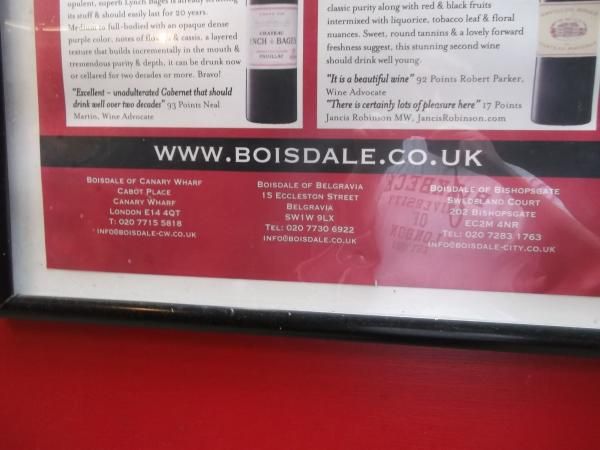 opulent, superb Lynch Bages is already strutting
its stuff & should easily last for 20 years.
Medium to full-bodied with an opulent dense
purple color, notes of flowers & cassis, a layered
texture that builds incrementally in the mouth &
tremendous purity & depth, it can be drunk now
or cellared for two decades or more. Bravo!
"Excellent – unadulterated Cabernet that should
drink well over two decades" 93 Points Neal
Martin, Wine Advocate
CHATEAU
LYNCH BAGES
PAUILLAC
classic purity along with red & black fruits
intermixed with liquorice, tobacco leaf & floral
nuances. Sweet, round tannins & a lovely forward
freshness suggest, this stunning second wine
should drink well young.
"It is a beautiful wine" 92 Points Robert Parker,
Wine Advocate
"There is certainly lots of pleasure here" 17 Points
Jancis Robinson MW, JancisRobinson.com
WWW.BOISDALE.CO.UK
BOISDALE OF CANARY WHARF
CABOT PLACE
CANARY WHARF
LONDON E14 4QT
T: 020 7715 5818
INFO@BOISDALE-CW.CO.UK
BOISDALE OF BELGRAVIA
15 ECCLESTON STREET
BELGRAVIA
SW1W 9LX
TEL: 020 7730 6922
INFO@BOISDALE.CO.UK
BOISDALE OF BISHOPSGATE
SWEDELAND COURT
202 BISHOPSGATE
EC2M 4NR
TEL: 020 7283 1763
INFO@BOISDALE-CITY.CO.UK
UNIVERSITY
OF
LONDON